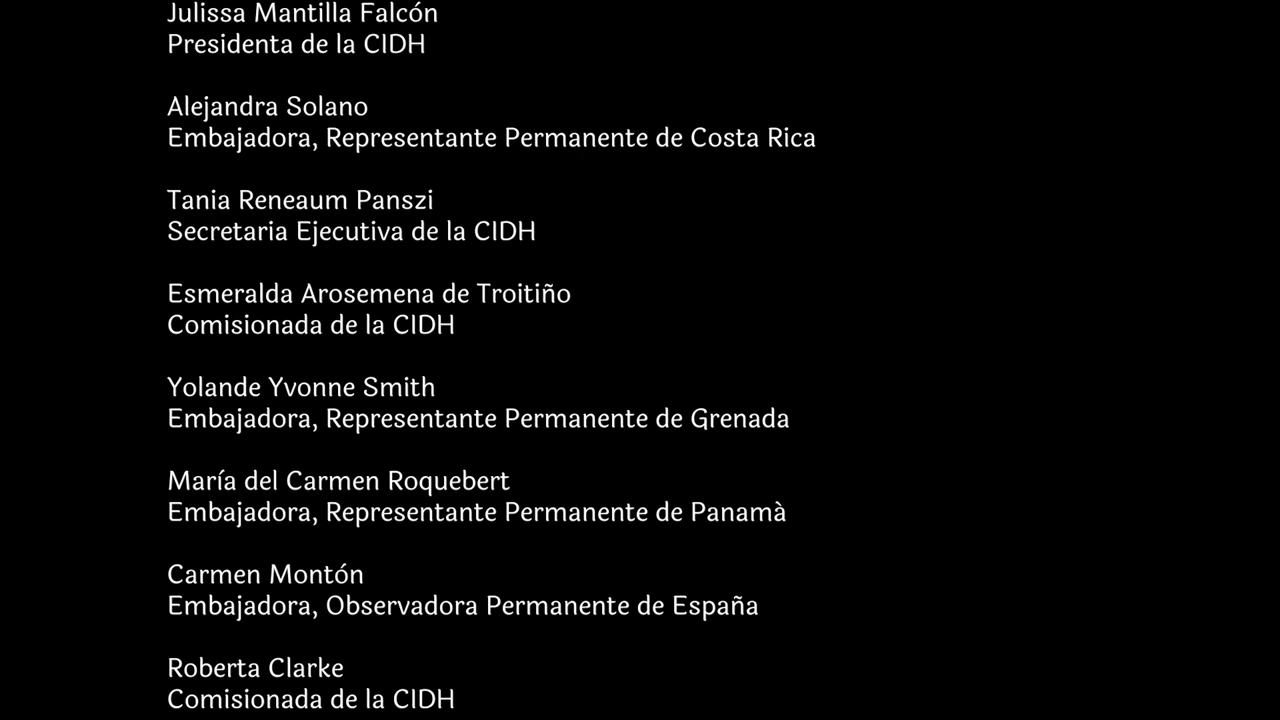 Julissa Mantilla Falcón
Presidenta de la CIDH
Alejandra Solano
Embajadora, Representante Permanente de Costa Rica
Tania Reneaum Panszi
Secretaria Ejecutiva de la CIDH
Esmeralda Arosemena de Troitiño
Comisionada de la CIDH
Yolande Yvonne Smith
Embajadora, Representante Permanente de Grenada
María del Carmen Roquebert
Embajadora, Representante Permanente de Panamà
Carmen Montón
Embajadora, Observadora Permanente de España
Roberta Clarke
Comisionada de la CIDH